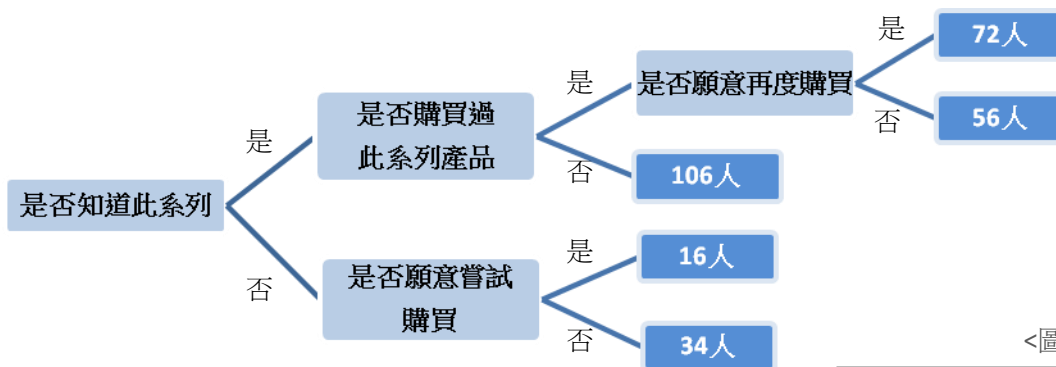 是
72人
是
是否願意再度購買
是否購買過
此系列產品
否
56人
是
否
106人
是否知道此系列
是
16人
否
是否願意嘗試
購買
否
34人
<圖